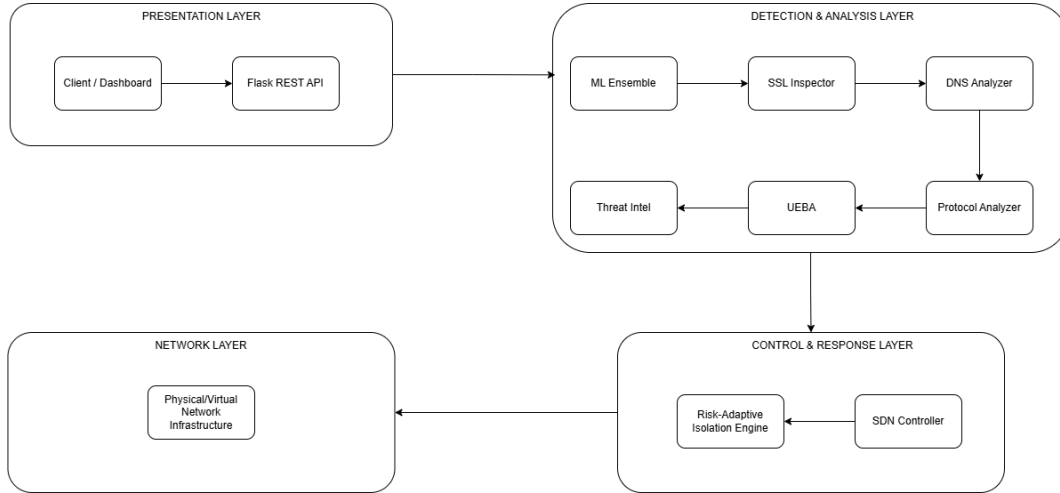 PRESENTATION LAYER
Client / Dashboard
Flask REST API
DETECTION & ANALYSIS LAYER
ML Ensemble
SSL Inspector
DNS Analyzer
Threat Intel
UEBA
Protocol Analyzer
NETWORK LAYER
Physical/Virtual
Network
Infrastructure
CONTROL & RESPONSE LAYER
Risk-Adaptive
Isolation Engine
SDN Controller